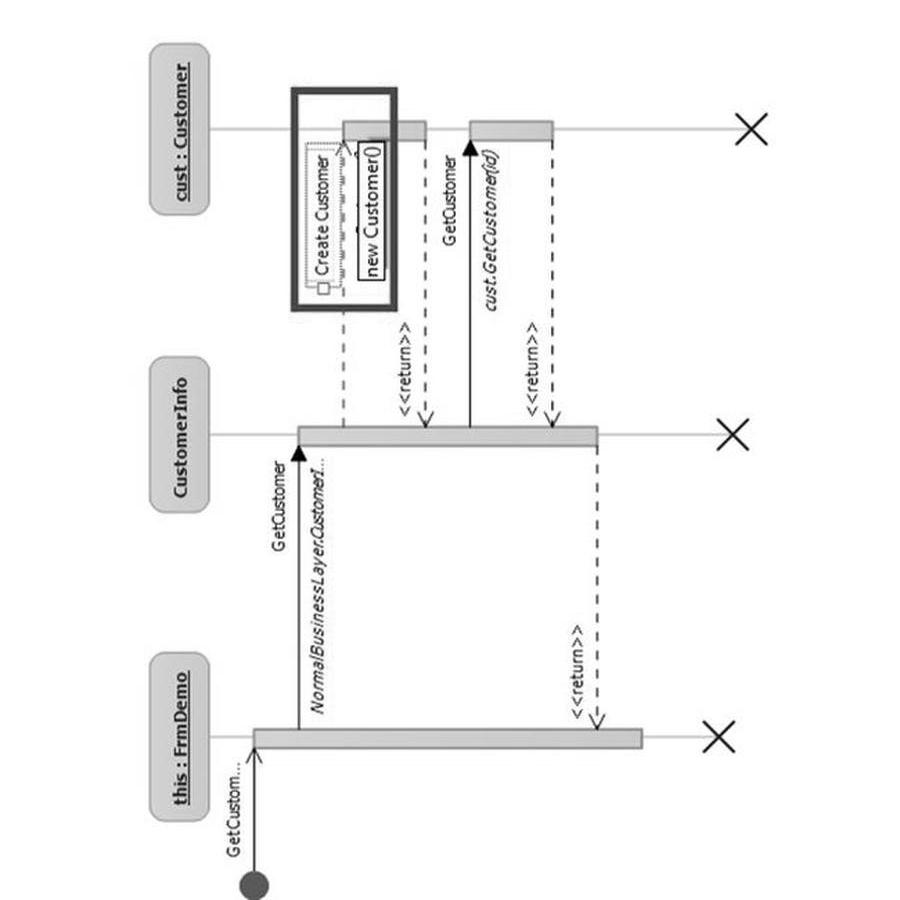 this : FrmDemo
CustomerInfo
cust : Customer
GetCustom...
GetCustomer
NormalBusinessLayer.CustomerI...
Create Customer
new Customer()
<<return>>
GetCustomer
cust.GetCustomer(id)
<<return>>
<<return>>